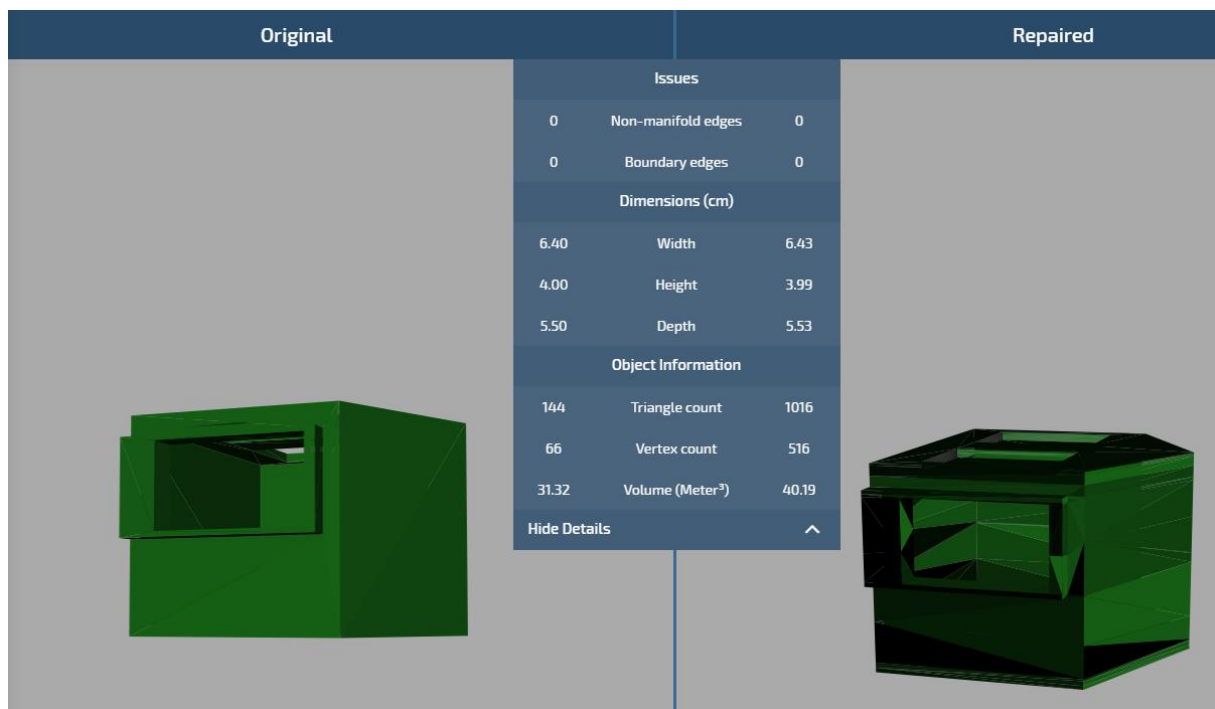 Original Repaired
Issues
0 Non-manifold edges 0
0 Boundary edges 0
Dimensions (cm)
6.40 Width 6.43
4.00 Height 3.99
5.50 Depth 5.53
Object Information
144 Triangle count 1016
66 Vertex count 516
31.32 Volume (Meter³) 40.19
Hide Details